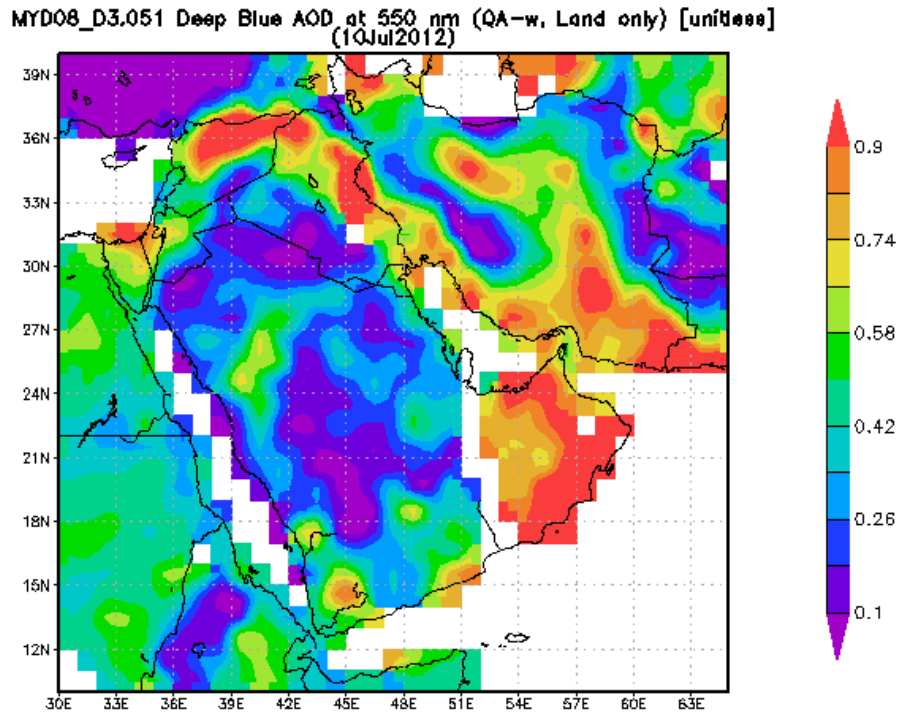 MYD08_D3.051 Deep Blue AOD at 550 nm (QA-w, Land only) [unitless]
(10Jul2012)
39N
36N
33N
30N
27N
24N
21N
18N
15N
12N
30E 33E 36E 39E 42E 45E 48E 51E 54E 57E 60E 63E
0.9
0.74
0.58
0.42
0.26
0.1